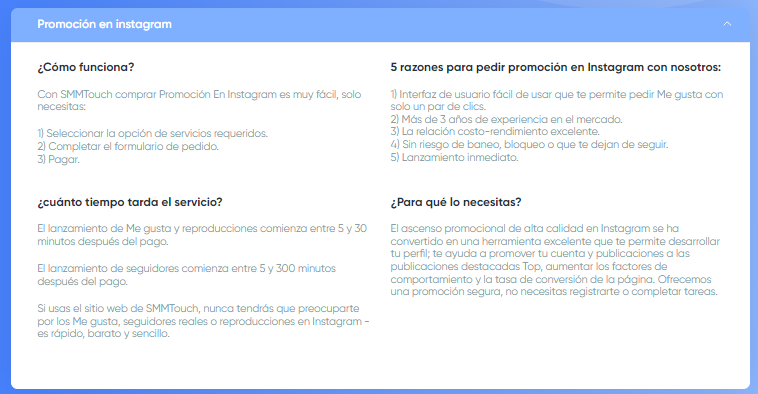 Promoción en instagram
¿Cómo funciona?
Con SMMTouch comprar Promoción En Instagram es muy fácil, solo
necesitas:
1) Seleccionar la opción de servicios requeridos.
2) Completar el formulario de pedido.
3) Pagar.
5 razones para pedir promoción en Instagram con nosotros:
1) Interfaz de usuario fácil de usar que te permite pedir Me gusta con
solo un par de clics.
2) Más de 3 años de experiencia en el mercado.
3) La relación costo-rendimiento excelente.
4) Sin riesgo de baneo, bloqueo o que te dejan de seguir.
5) Lanzamiento inmediato.
¿cuánto tiempo tarda el servicio?
El lanzamiento de Me gusta y reproducciones comienza entre 5 y 30
minutos después del pago.
El lanzamiento de seguidores comienza entre 5 y 300 minutos
después del pago.
Si usas el sitio web de SMMTouch, nunca tendrás que preocuparte
por los Me gusta, seguidores reales o reproducciones en Instagram -
es rápido, barato y sencillo.
¿Para qué lo necesitas?
El ascenso promocional de alta calidad en Instagram se ha
convertido en una herramienta excelente que te permite desarrollar
tu perfil; te ayuda a promover tu cuenta y publicaciones a las
publicaciones destacadas Top, aumentar los factores de
comportamiento y la tasa de conversión de la página. Ofrecemos
una promoción segura, no necesitas registrarte o completar tareas.